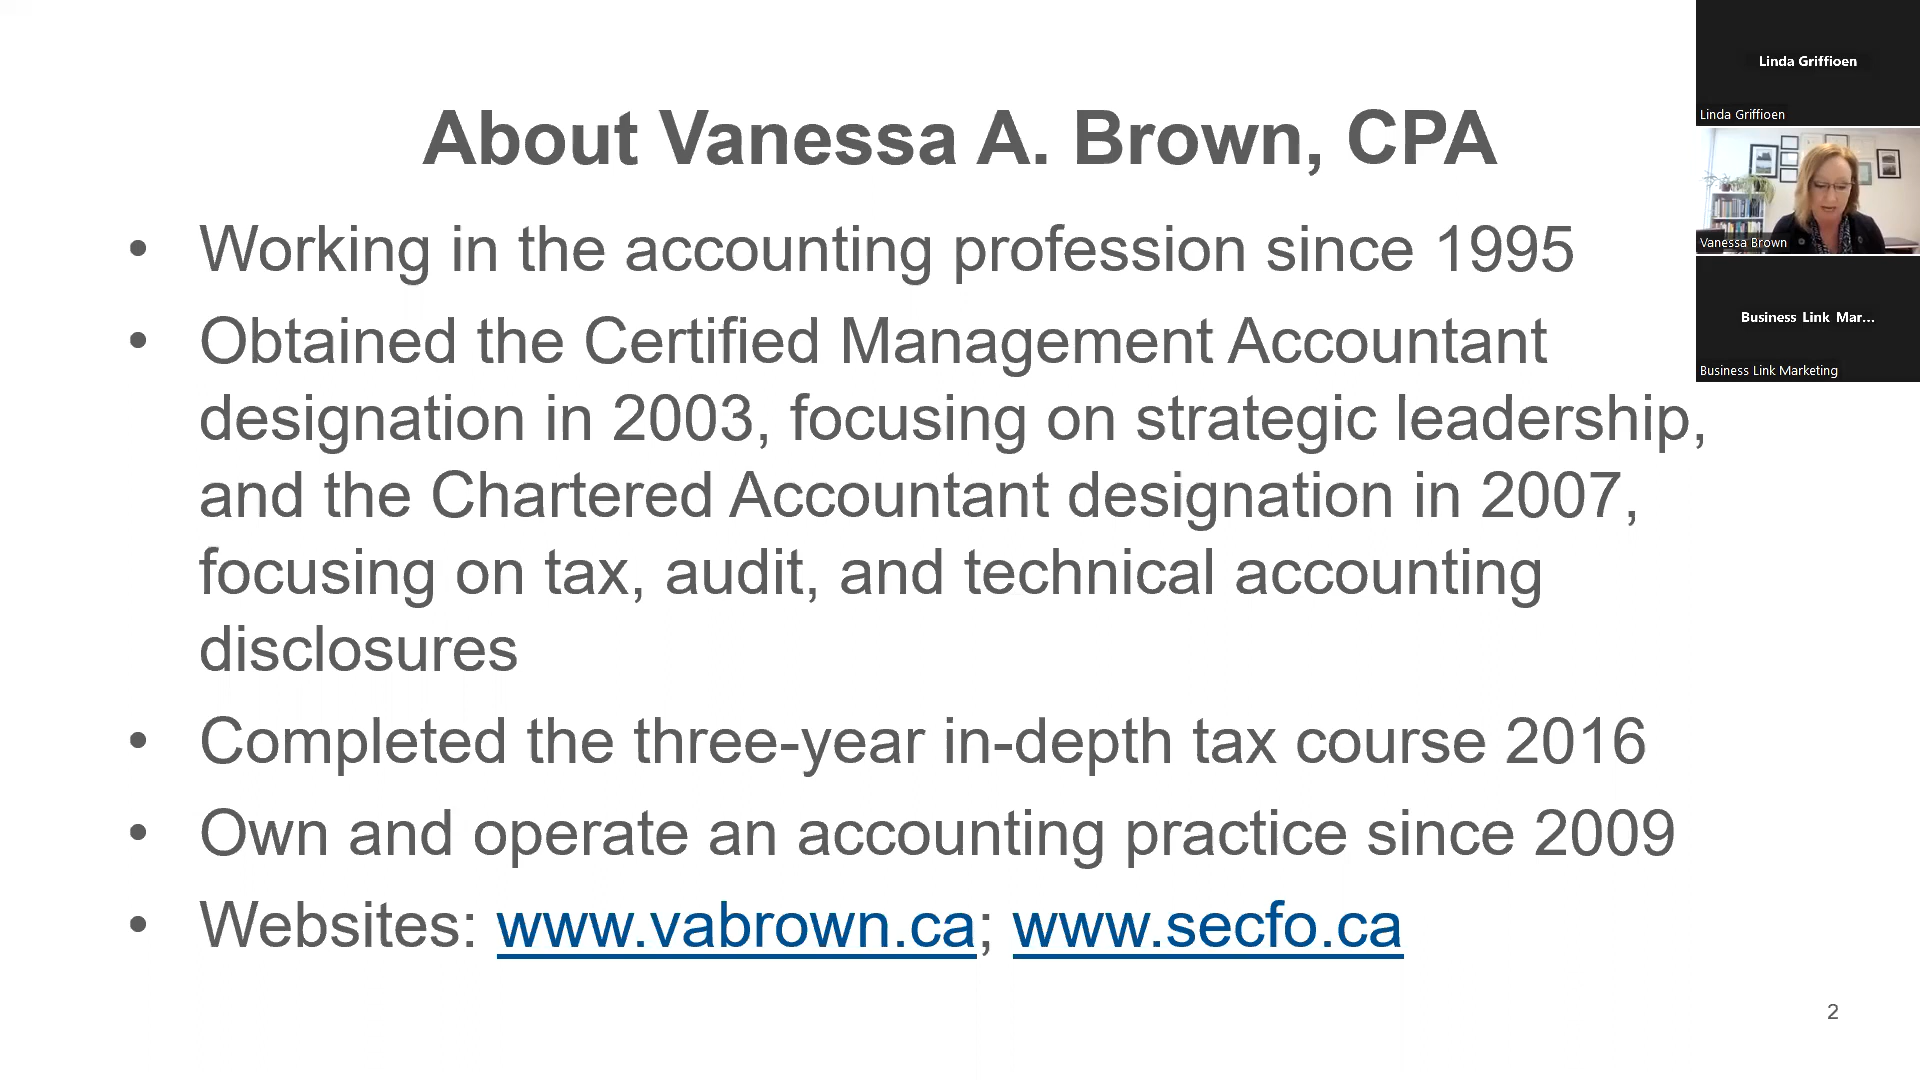 About Vanessa A. Brown, CPA
• Working in the accounting profession since 1995
• Obtained the Certified Management Accountant
designation in 2003, focusing on strategic leadership,
and the Chartered Accountant designation in 2007,
focusing on tax, audit, and technical accounting
disclosures
• Completed the three-year in-depth tax course 2016
• Own and operate an accounting practice since 2009
• Websites: www.vabrown.ca; www.secfo.ca
2
Linda Griffioen
Linda Griffioen
Vanessa Brown
Business Link Mar...
Business Link Marketing